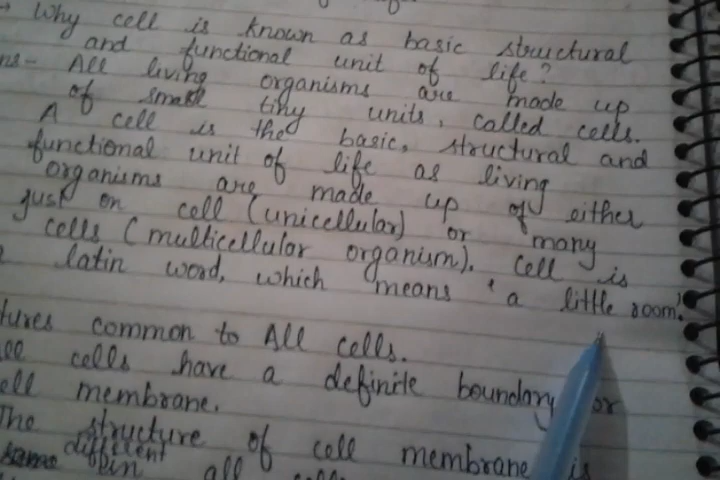 → Why cell is known as basic structural
and functional unit of life?
ns- All living organisms are made up
of small tiny units, called cells.
A cell is the basic, structural and
functional unit of life as living
organisms are made up of either
just on cell (unicellular) or many
cells (multicellular organism). Cell is
latin word, which means 'a little room'.
tures common to All cells.
ll cells have a definite boundary or
ell membrane.
The structure of cell membrane is
different in all